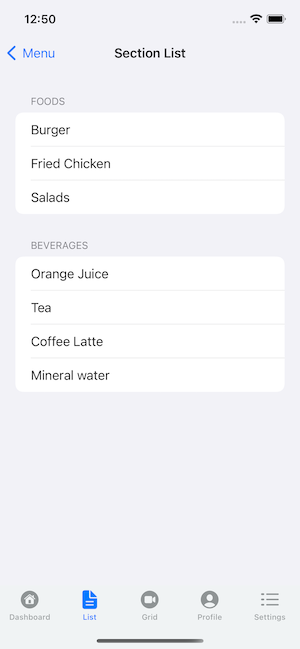 12:50
Menu
Section List
FOODS
Burger
Fried Chicken
Salads
BEVERAGES
Orange Juice
Tea
Coffee Latte
Mineral water
Dashboard
List
Grid
Profile
Settings